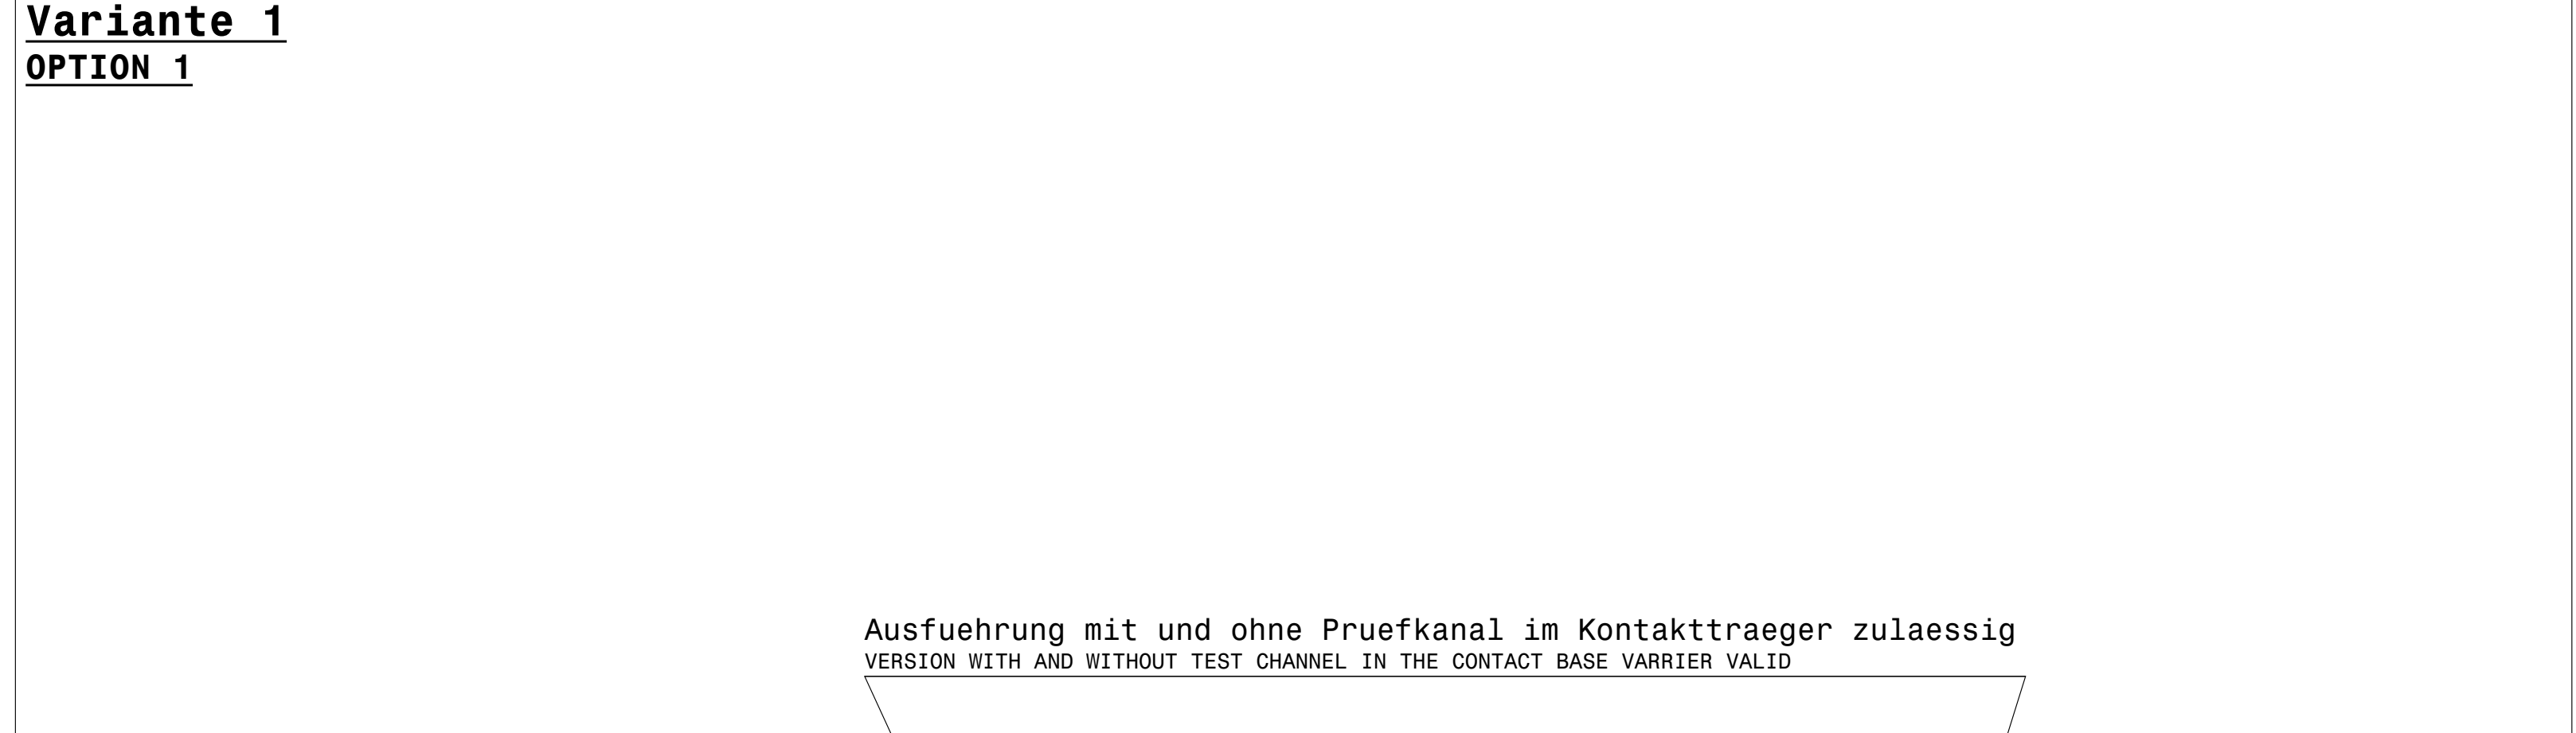 Variante 1
OPTION 1
Ausfuehrung mit und ohne Pruefkanal im Kontakttraeger zulaessig
VERSION WITH AND WITHOUT TEST CHANNEL IN THE CONTACT BASE VARRIER VALID